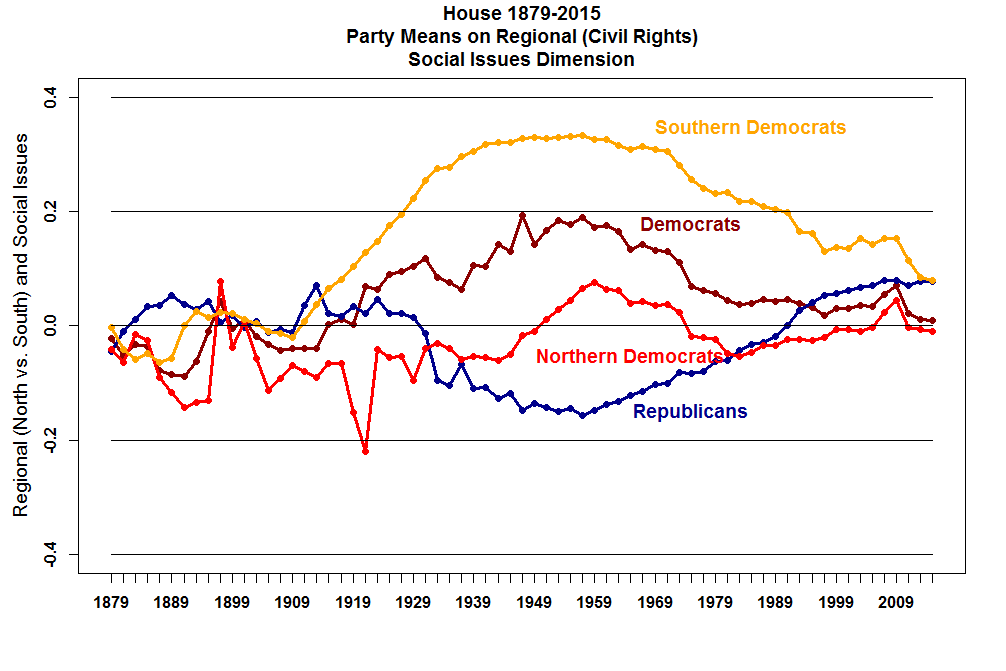 House 1879-2015
Party Means on Regional (Civil Rights)
Social Issues Dimension
Regional (North vs. South) and Social Issues
0.4
0.2
0.0
-0.2
-0.4
Southern Democrats
Democrats
Northern Democrats
Republicans
1879 1889 1899 1909 1919 1929 1939 1949 1959 1969 1979 1989 1999 2009